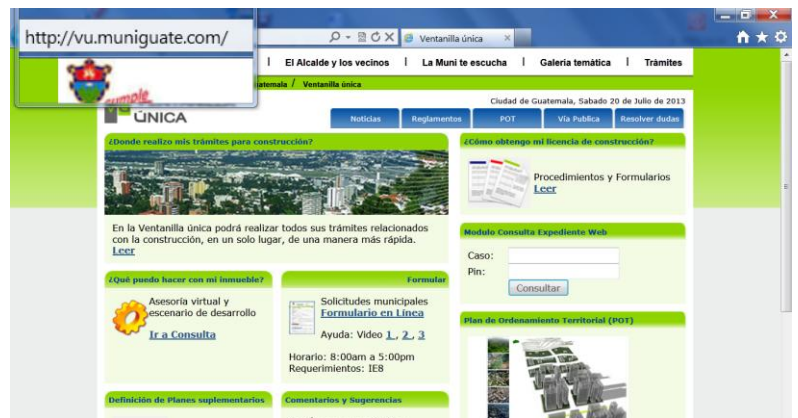 http://vu.muniguate.com/
Ventanilla única
El Alcalde y los vecinos | La Muni te escucha | Galería temática | Trámites
Ventanilla única
Ciudad de Guatemala, Sabado 20 de Julio de 2013
ÚNICA
Noticias
Reglamentos
POT
Vía Publica
Resolver dudas
¿Donde realizo mis trámites para construcción?
En la Ventanilla única podrá realizar todos sus trámites relacionados
con la construcción, en un solo lugar, de una manera más rápida.
Leer
¿Cómo obtengo mi licencia de construcción?
Procedimientos y Formularios
Leer
Modulo Consulta Expediente Web
Caso:
Pin:
Consultar
¿Qué puedo hacer con mi inmueble?
Asesoría virtual y
escenario de desarrollo
Ir a Consulta
Formular
Solicitudes municipales
Formulario en Línea
Ayuda: Video 1 , 2 , 3
Horario: 8:00am a 5:00pm
Requerimientos: IE8
Plan de Ordenamiento Territorial (POT)
Definición de Planes suplementarios
Comentarios y Sugerencias